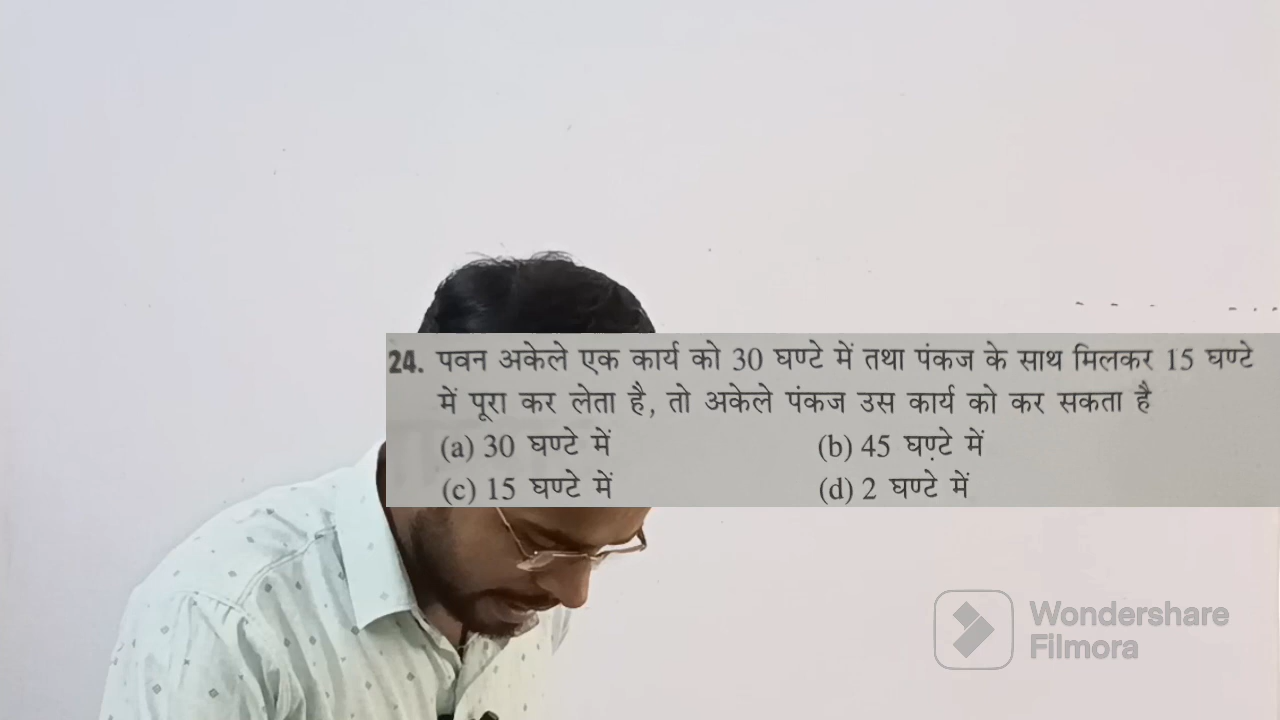 24. पवन अकेले एक कार्य को 30 घण्टे में तथा पंकज के साथ मिलकर 15 घण्टे
में पूरा कर लेता है, तो अकेले पंकज उस कार्य को कर सकता है
(a) 30 घण्टे में (b) 45 घण्टे में
(c) 15 घण्टे में (d) 2 घण्टे में
Wondershare
Filmora